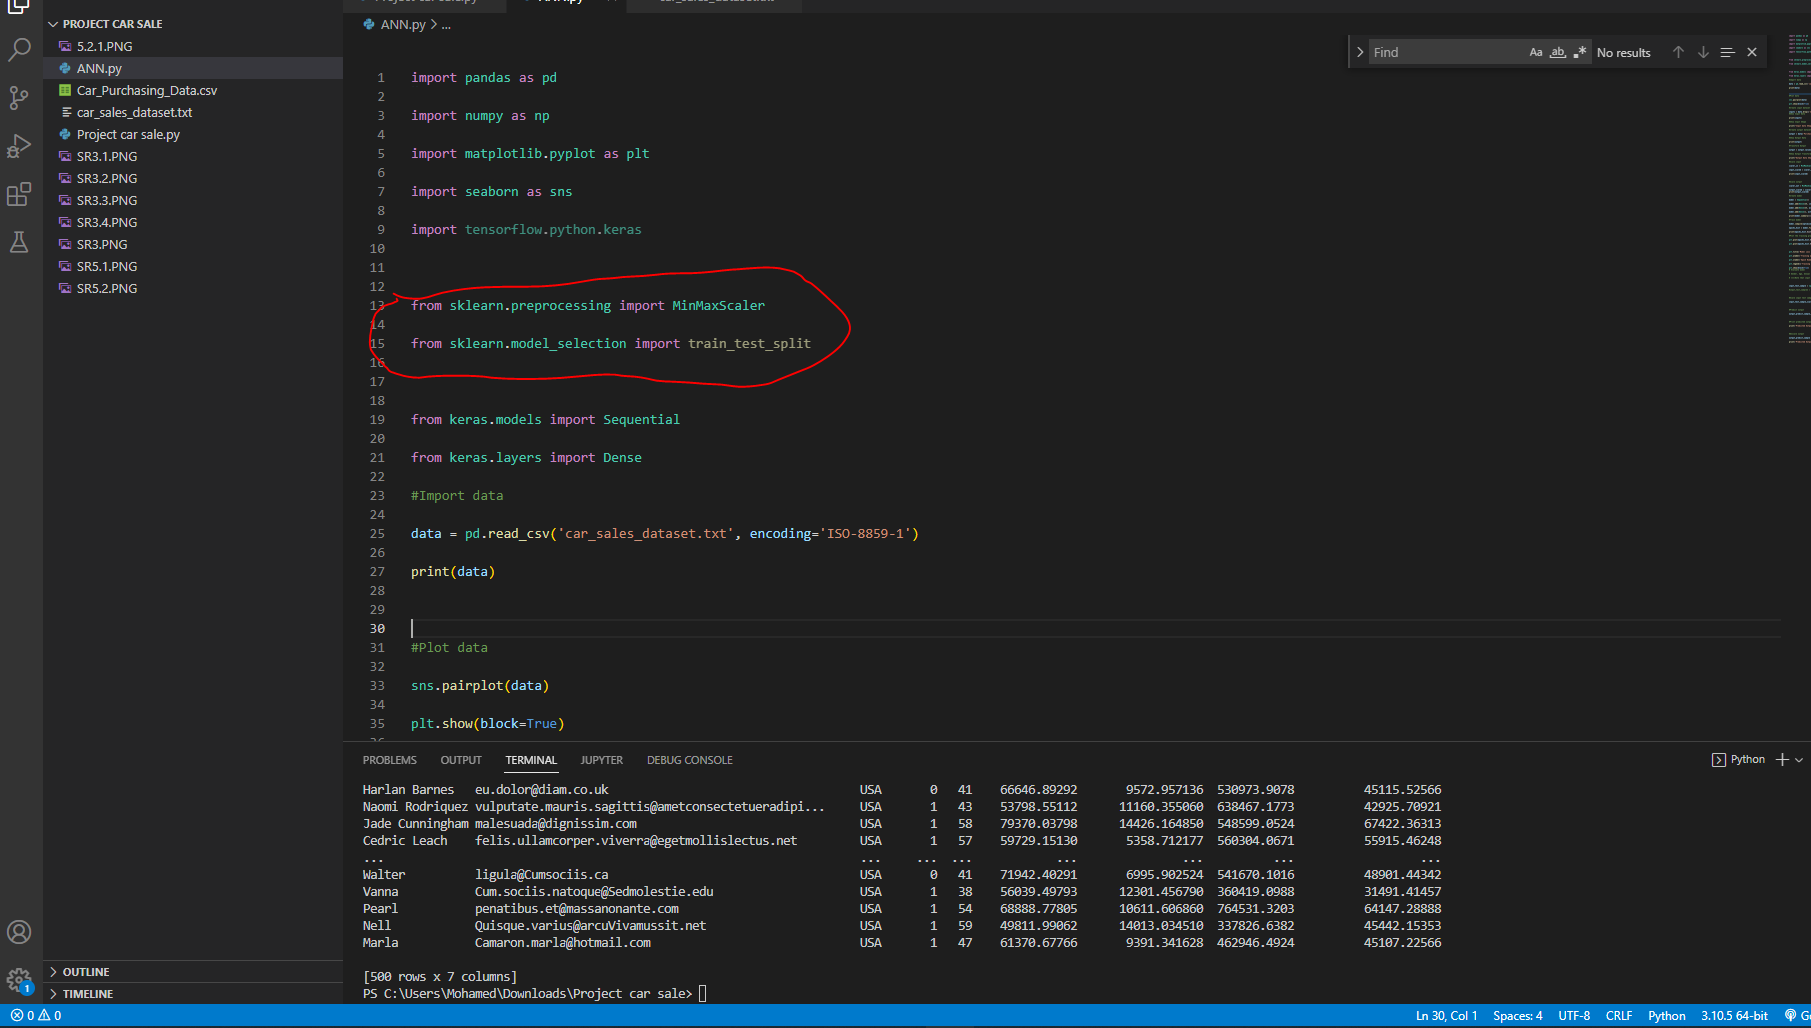 PROJECT CAR SALE
5.2.1.PNG
ANN.py
Car_Purchasing_Data.csv
car_sales_dataset.txt
Project car sale.py
SR3.1.PNG
SR3.2.PNG
SR3.3.PNG
SR3.4.PNG
SR3.PNG
SR5.1.PNG
SR5.2.PNG
OUTLINE
TIMELINE
1
ANN.py > ...
Find Aa ab No results
1 import pandas as pd
2
3 import numpy as np
4
5 import matplotlib.pyplot as plt
6
7 import seaborn as sns
8
9 import tensorflow.python.keras
10
11
12
13 from sklearn.preprocessing import MinMaxScaler
14
15 from sklearn.model_selection import train_test_split
16
17
18
19 from keras.models import Sequential
20
21 from keras.layers import Dense
22
23 #Import data
24
25 data = pd.read_csv('car_sales_dataset.txt', encoding='ISO-8859-1')
26
27 print(data)
28
29
30
31 #Plot data
32
33 sns.pairplot(data)
34
35 plt.show(block=True)
PROBLEMS OUTPUT TERMINAL JUPYTER DEBUG CONSOLE Python
Harlan Barnes eu.dolor@diam.co.uk USA 0 41 66646.89292 9572.957136 530973.9078 45115.52566
Naomi Rodriquez vulputate.mauris.sagittis@ametconsectetueradipi... USA 1 43 53798.55112 11160.355060 638467.1773 42925.70921
Jade Cunningham malesuada@dignissim.com USA 1 58 79370.03798 14426.164850 548599.0524 67422.36313
Cedric Leach felis.ullamcorper.viverra@egetmollislectus.net USA 1 57 59729.15130 5358.712177 560304.0671 55915.46248
... ... ... ... ... ... ... ...
Walter ligula@Cumsociis.ca USA 0 41 71942.40291 6995.902524 541670.1016 48901.44342
Vanna Cum.sociis.natoque@Sedmolestie.edu USA 1 38 56039.49793 12301.456790 360419.0988 31491.41457
Pearl penatibus.et@massanonante.com USA 1 54 68888.77805 10611.606860 764531.3203 64147.28888
Nell Quisque.varius@arcuVivamussit.net USA 1 59 49811.99062 14013.034510 337826.6382 45442.15353
Marla Camaron.marla@hotmail.com USA 1 47 61370.67766 9391.341628 462946.4924 45107.22566
[500 rows x 7 columns]
PS C:\Users\Mohamed\Downloads\Project car sale>
0 0 Ln 30, Col 1 Spaces: 4 UTF-8 CRLF Python 3.10.5 64-bit